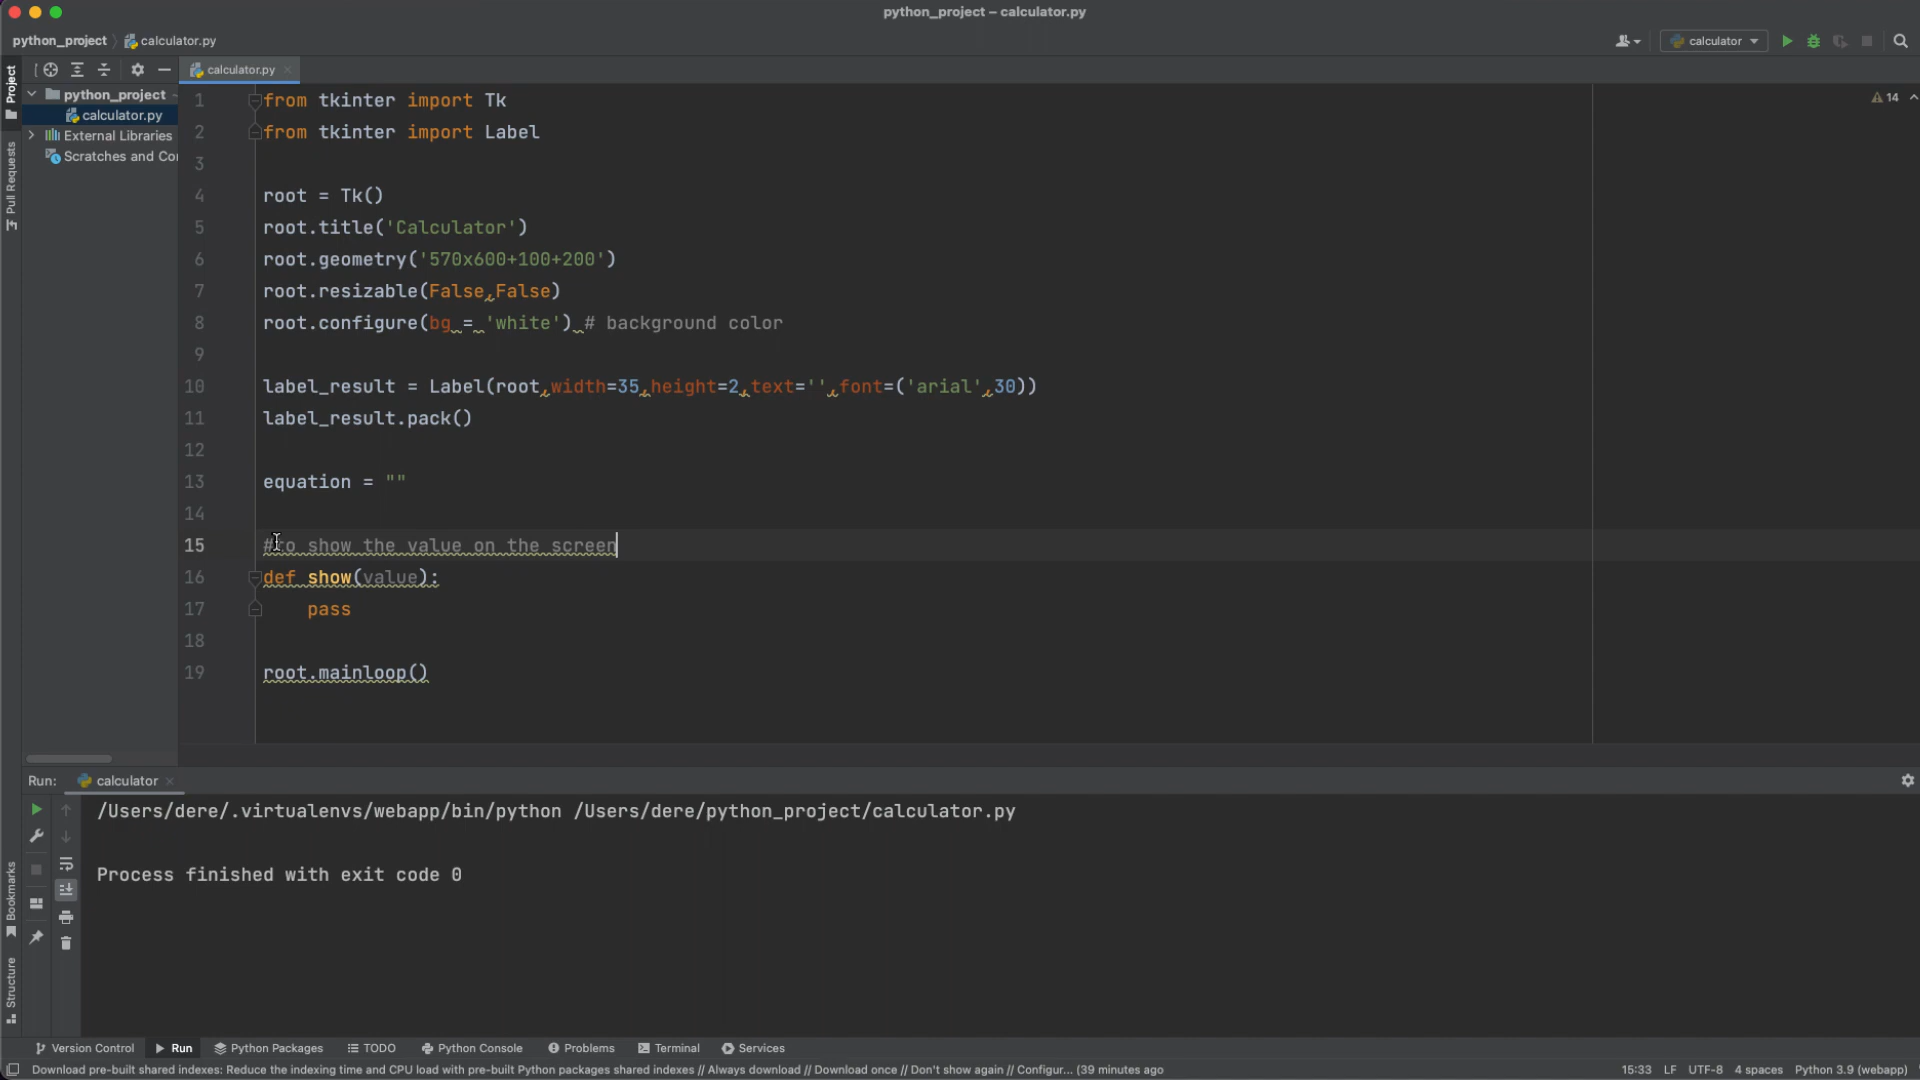 python_project – calculator.py
python_project
calculator.py
calculator
Project
calculator.py
python_project
calculator.py
External Libraries
Scratches and Co
Pull Requests
14
1 from tkinter import Tk
2 from tkinter import Label
3
4 root = Tk()
5 root.title('Calculator')
6 root.geometry('570x600+100+200')
7 root.resizable(False,False)
8 root.configure(bg = 'white') # background color
9
10 label_result = Label(root,width=35,height=2,text='',font=('arial',30))
11 label_result.pack()
12
13 equation = ""
14
15 #to show the value on the screen
16 def show(value):
17 pass
18
19 root.mainloop()
Run: calculator
/Users/dere/.virtualenvs/webapp/bin/python /Users/dere/python_project/calculator.py
Process finished with exit code 0
Bookmarks
Structure
Version Control Run Python Packages TODO Python Console Problems Terminal Services
Download pre-built shared indexes: Reduce the indexing time and CPU load with pre-built Python packages shared indexes // Always download // Download once // Don't show again // Configur... (39 minutes ago 15:33 LF UTF-8 4 spaces Python 3.9 (webapp)